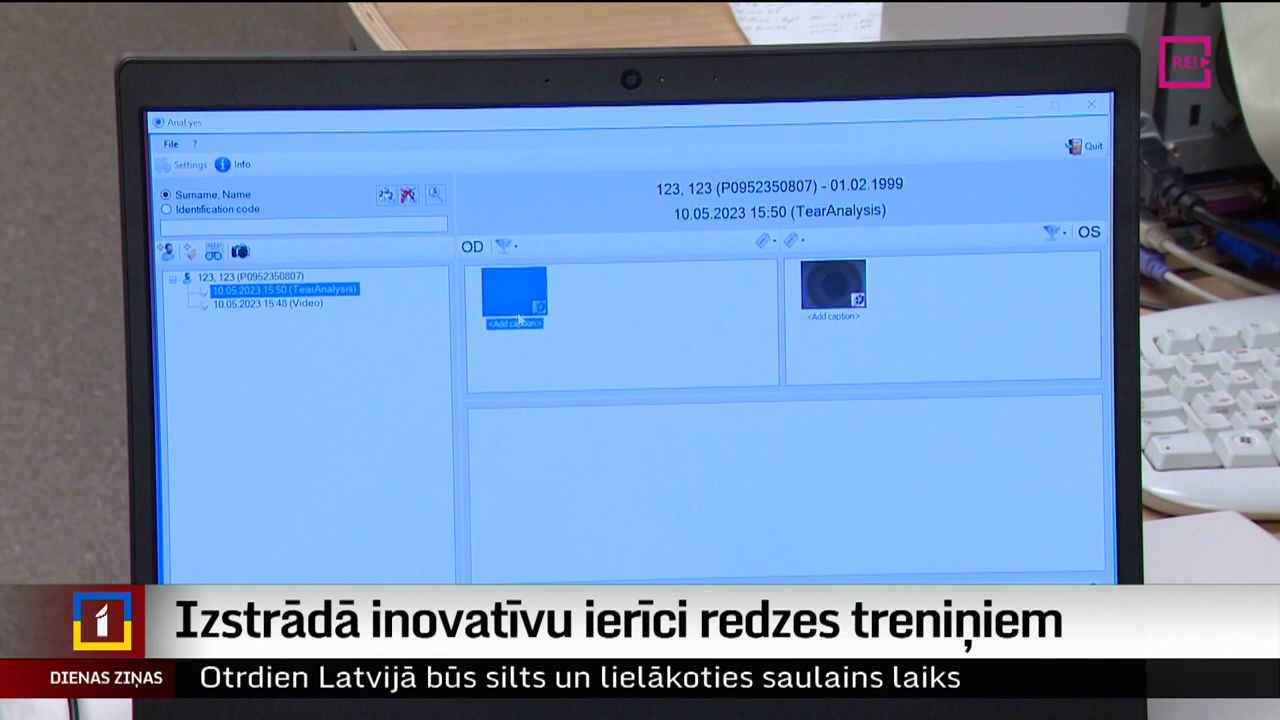 RE!
AnaEyes
File ?
Settings Info
Quit
Surname, Name
Identification code
123, 123 (P0952350807) - 01.02.1999
10.05.2023 15:50 (TearAnalysis)
OD
OS
123, 123 (P0952350807)
10.05.2023 15:50 (TearAnalysis)
10.05.2023 15:48 (Video)
<Add caption>
<Add caption>
1
Izstrādā inovatīvu ierīci redzes treniņiem
DIENAS ZIŅAS
Otrdien Latvijā būs silts un lielākoties saulains laiks